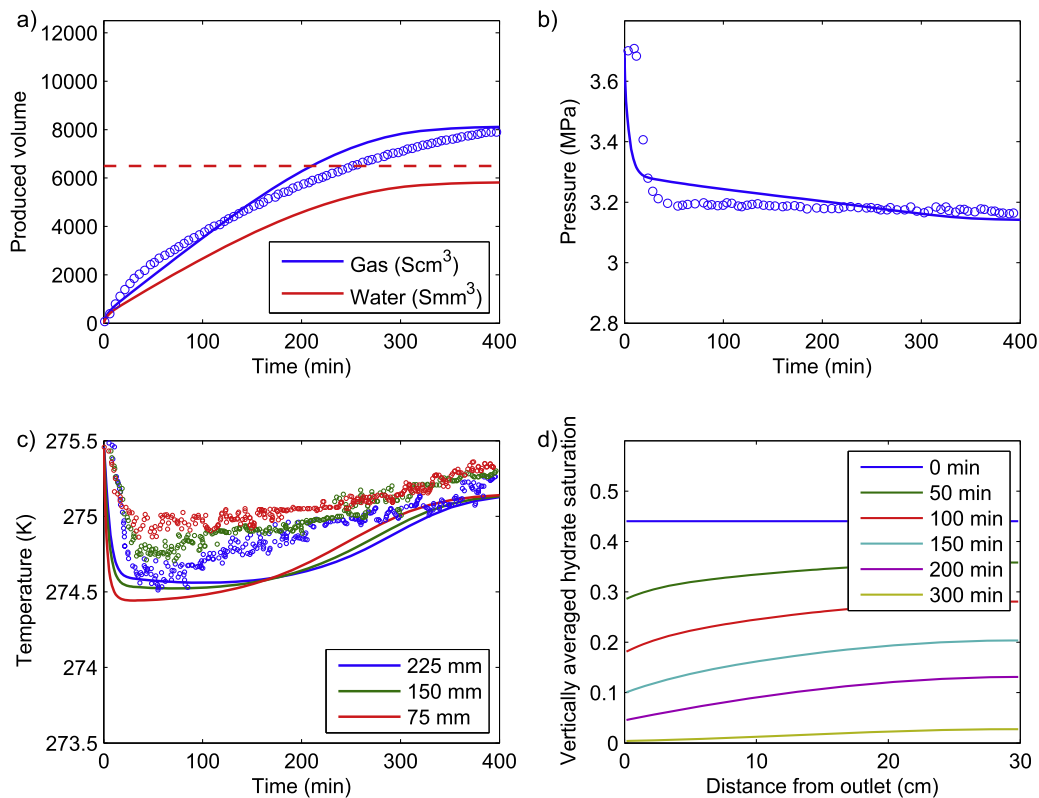 a)
12000
10000
8000
6000
4000
2000
0
Produced volume
Gas (Scm³)
Water (Smm³)
0 100 200 300 400
Time (min)
b)
3.6
3.4
3.2
3
2.8
Pressure (MPa)
0 100 200 300 400
Time (min)
c)
275.5
275
274.5
274
273.5
Temperature (K)
225 mm
150 mm
75 mm
0 100 200 300 400
Time (min)
d)
0.5
0.4
0.3
0.2
0.1
0
Vertically averaged hydrate saturation
0 min
50 min
100 min
150 min
200 min
300 min
0 10 20 30
Distance from outlet (cm)